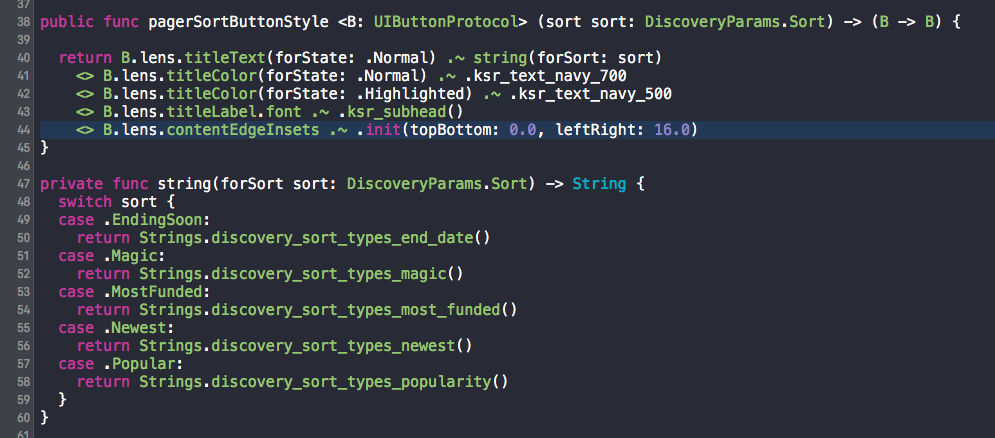 37
38 public func pagerSortButtonStyle <B: UIButtonProtocol> (sort sort: DiscoveryParams.Sort) -> (B -> B) {
39
40   return B.lens.titleText(forState: .Normal) .~ string(forSort: sort)
41     <> B.lens.titleColor(forState: .Normal) .~ .ksr_text_navy_700
42     <> B.lens.titleColor(forState: .Highlighted) .~ .ksr_text_navy_500
43     <> B.lens.titleLabel.font .~ .ksr_subhead()
44     <> B.lens.contentEdgeInsets .~ .init(topBottom: 0.0, leftRight: 16.0)
45 }
46
47 private func string(forSort sort: DiscoveryParams.Sort) -> String {
48   switch sort {
49   case .EndingSoon:
50     return Strings.discovery_sort_types_end_date()
51   case .Magic:
52     return Strings.discovery_sort_types_magic()
53   case .MostFunded:
54     return Strings.discovery_sort_types_most_funded()
55   case .Newest:
56     return Strings.discovery_sort_types_newest()
57   case .Popular:
58     return Strings.discovery_sort_types_popularity()
59   }
60 }
61